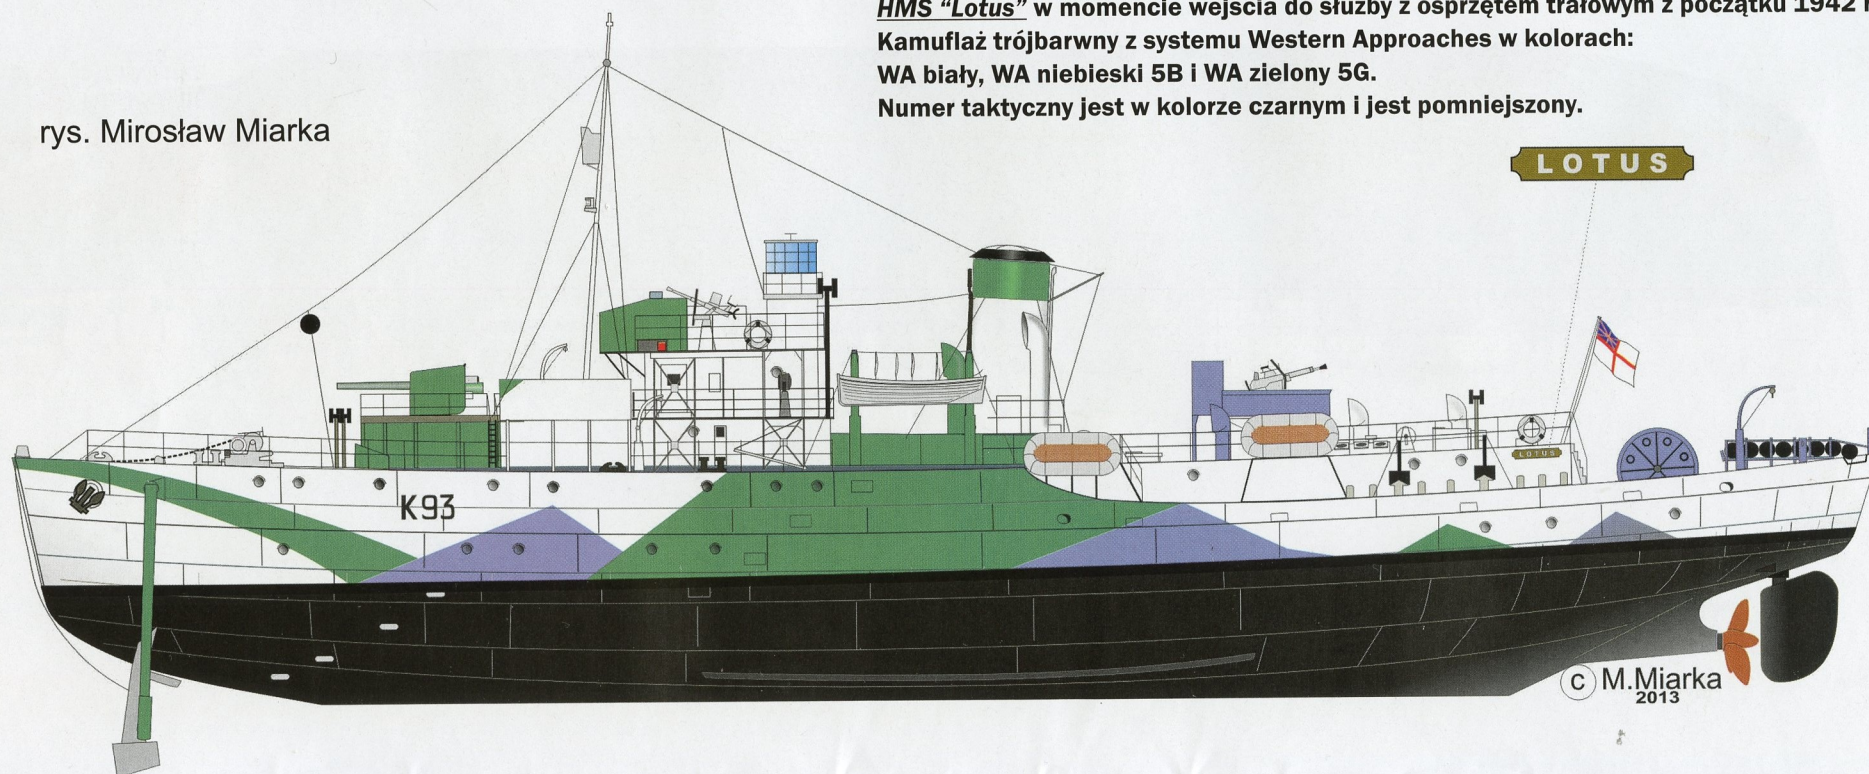 HMS “Lotus” w momencie wejścia do służby z osprzętem trałowym z początku 1942
Kamuflaż trójbarwny z systemu Western Approaches w kolorach:
WA biały, WA niebieski 5B i WA zielony 5G.
Numer taktyczny jest w kolorze czarnym i jest pomniejszony.
rys. Mirosław Miarka
LOTUS
K93
LOTUS
c M.Miarka
2013